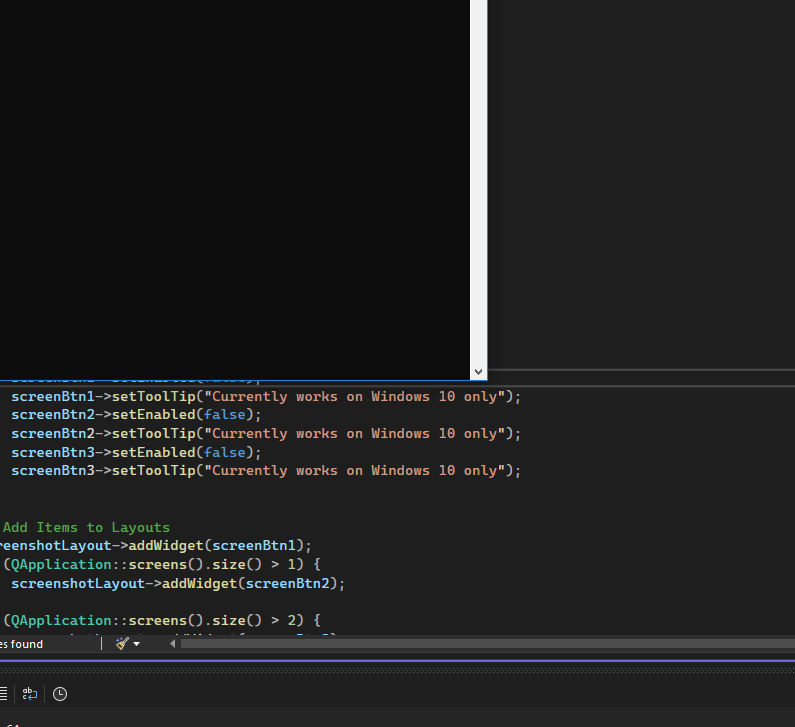 screenBtn1->setToolTip("Currently works on Windows 10 only");
screenBtn2->setEnabled(false);
screenBtn2->setToolTip("Currently works on Windows 10 only");
screenBtn3->setEnabled(false);
screenBtn3->setToolTip("Currently works on Windows 10 only");
Add Items to Layouts
reenshotLayout->addWidget(screenBtn1);
(QApplication::screens().size() > 1) {
screenshotLayout->addWidget(screenBtn2);
(QApplication::screens().size() > 2) {
es found